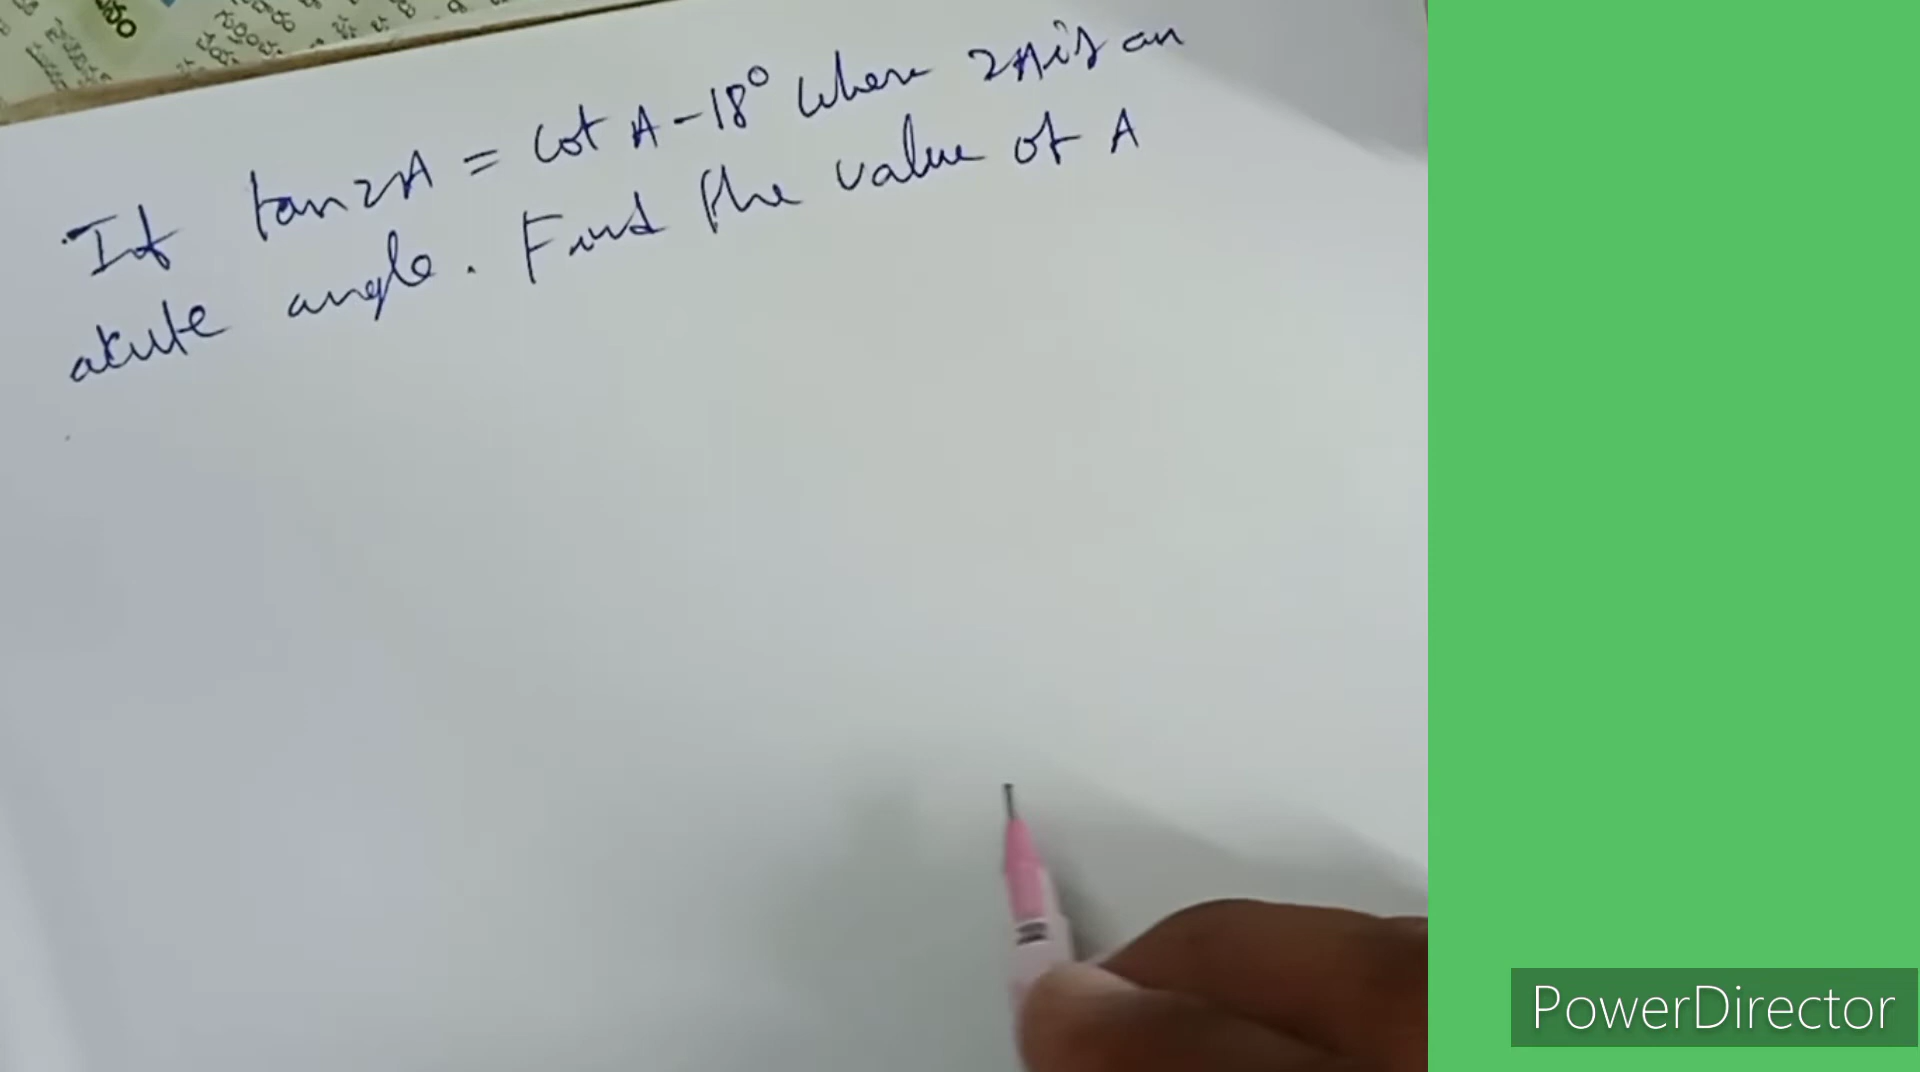 If tan2A = Cot A - 18° where 2A is an
acute angle. Find the value of A
PowerDirector